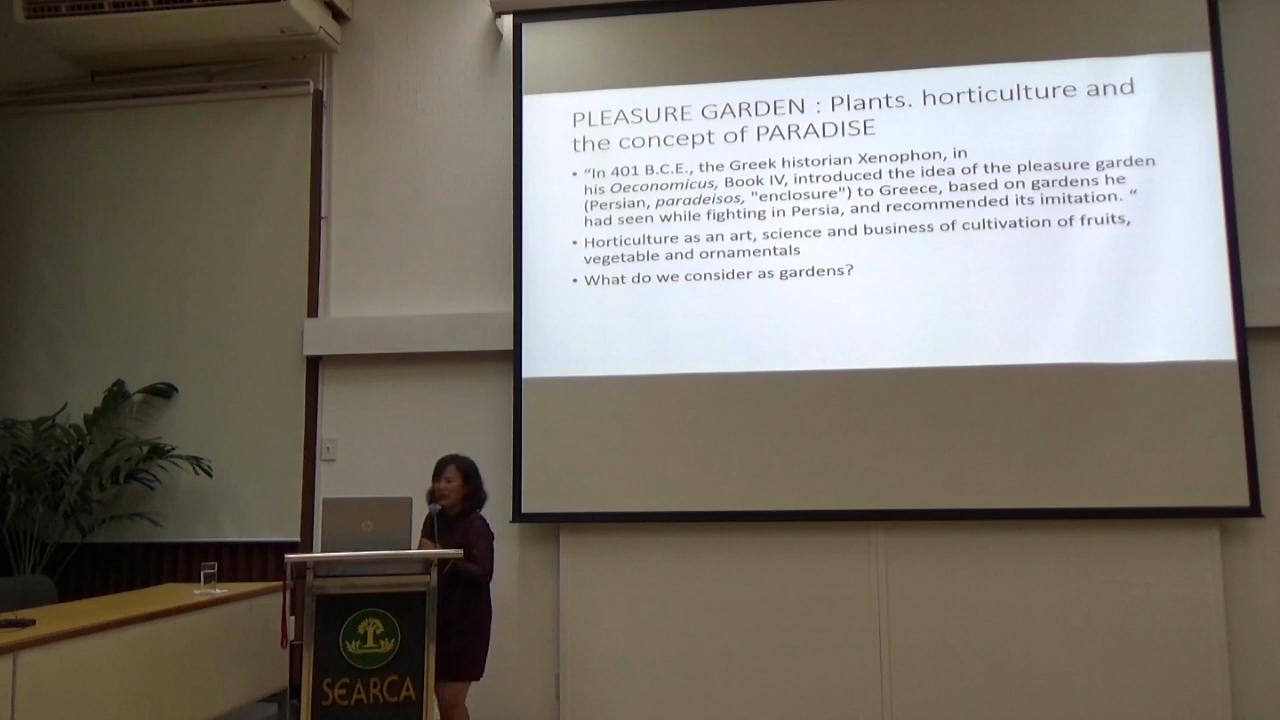 PLEASURE GARDEN : Plants. horticulture and
the concept of PARADISE
• “In 401 B.C.E., the Greek historian Xenophon, in
his Oeconomicus, Book IV, introduced the idea of the pleasure garden
(Persian, paradeisos, "enclosure") to Greece, based on gardens he
had seen while fighting in Persia, and recommended its imitation. “
• Horticulture as an art, science and business of cultivation of fruits,
vegetable and ornamentals
• What do we consider as gardens?
hp
SEARCA